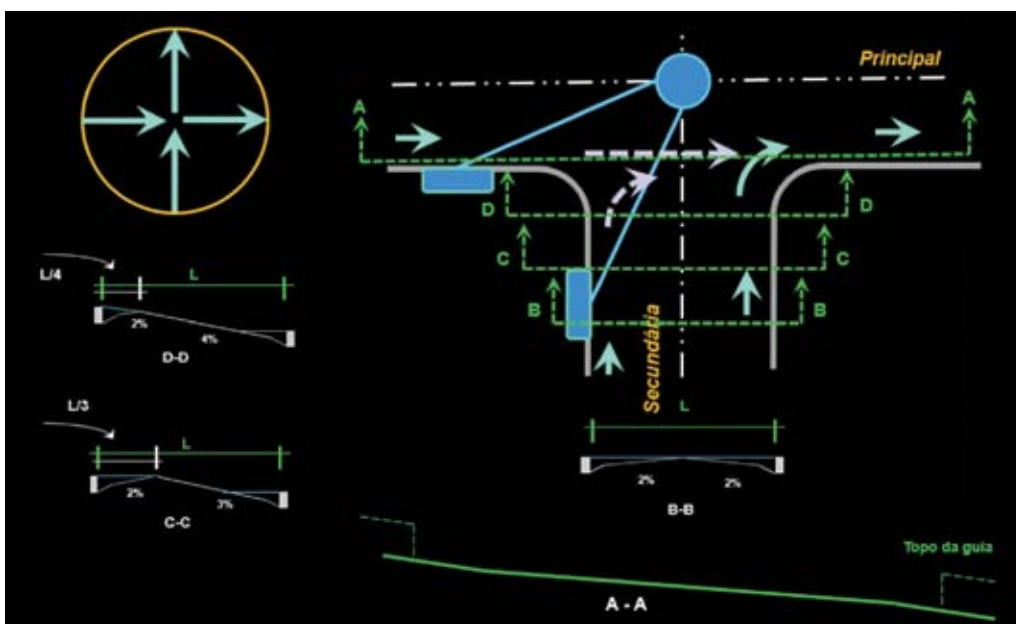 Principal
A
A
D
D
C
C
B
B
Secundária
L
2%
2%
B-B
L/4
L
2%
4%
D-D
L/3
L
2%
3%
C-C
Topo da guia
A - A